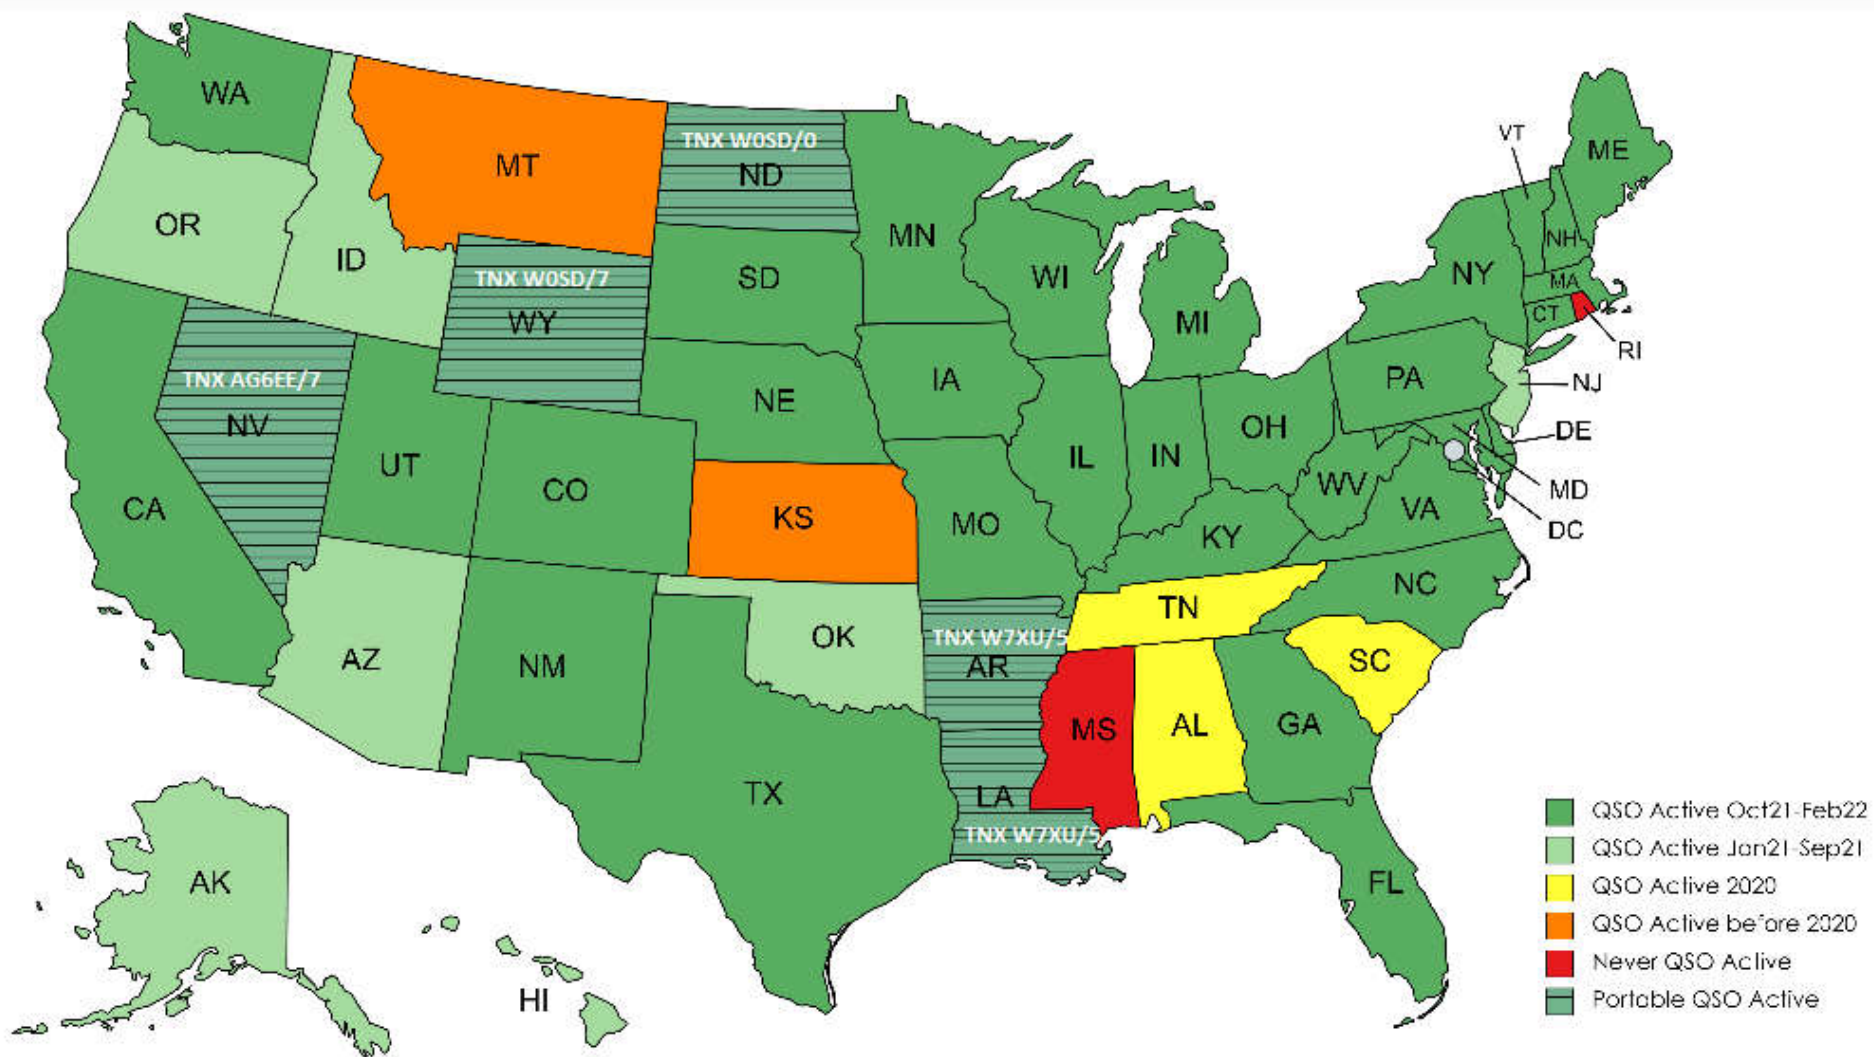 WA
MT
TNX W0SD/0
ND
VT
ME
OR
ID
MN
NH
TNX W0SD/7
SD
WI
NY
MA
WY
MI
CT
RI
TNX AG6EE/7
NV
IA
PA
NJ
NE
OH
DE
UT
CO
IL
IN
WV
MD
CA
KS
MO
KY
VA
DC
NC
TN
OK
TNX W7XU/5
AR
AZ
NM
SC
MS
AL
GA
TX
LA
TNX W7XU/5
AK
FL
HI
QSO Active Oct21-Feb22
QSO Active Jan21-Sep21
QSO Active 2020
QSO Active before 2020
Never QSO Active
Portable QSO Active